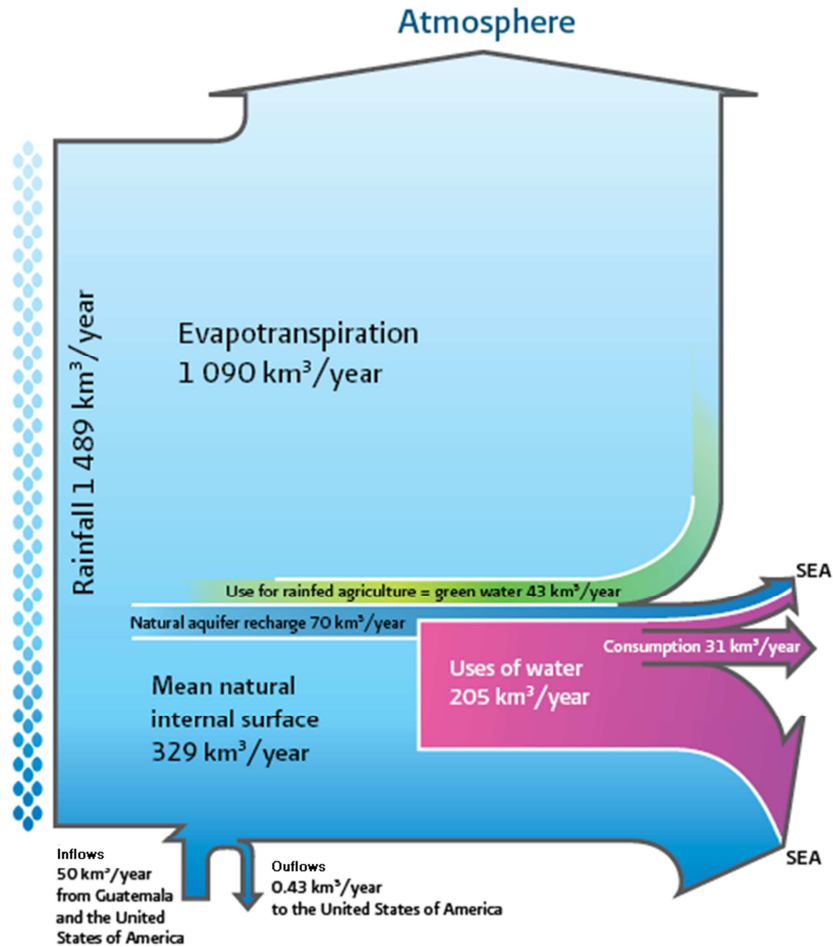 Atmosphere
Rainfall 1 489 km³/year
Evapotranspiration
1 090 km³/year
Use for rainfed agriculture = green water 43 km³/year
Natural aquifer recharge 70 km³/year
SEA
Consumption 31 km³/year
Uses of water
205 km³/year
Mean natural
internal surface
329 km³/year
SEA
Inflows
50 km³/year
from Guatemala
and the United
States of America
Ouflows
0.43 km³/year
to the United States of America